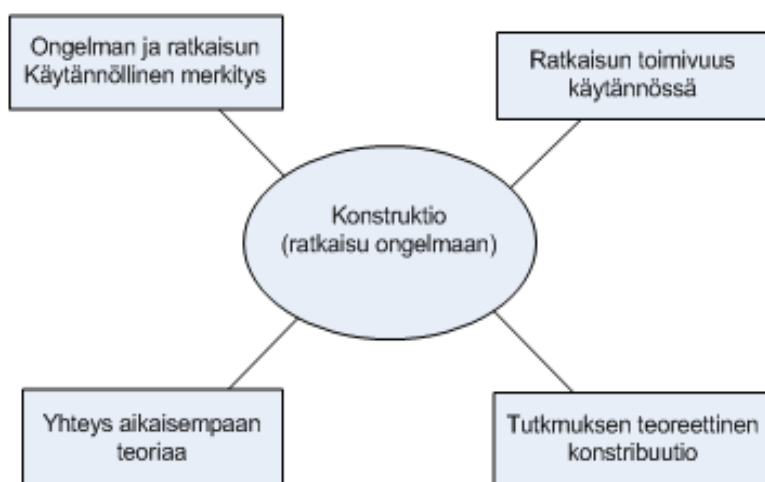 Ongelman ja ratkaisun
Käytännöllinen merkitys
Ratkaisun toimivuus
käytännössä
Konstruktio
(ratkaisu ongelmaan)
Yhteys aikaisempaan
teoriaa
Tutkmuksen teoreettinen
konstribuutio